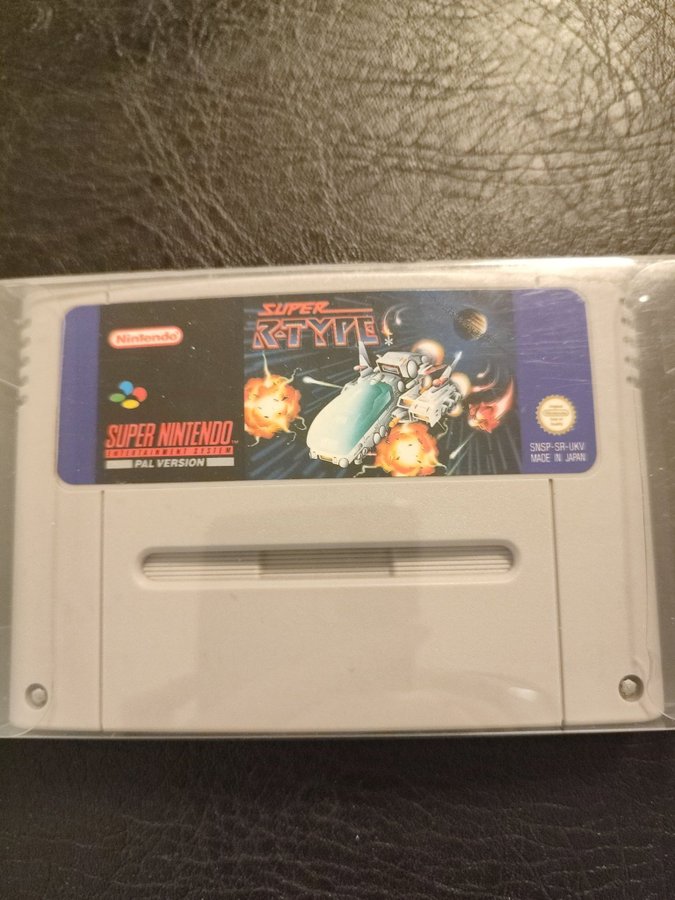 Nintendo
SUPER NINTENDO
ENTERTAINMENT SYSTEM
PAL VERSION
SUPER
R-TYPE
SNSP-SR-UKV
MADE IN JAPAN